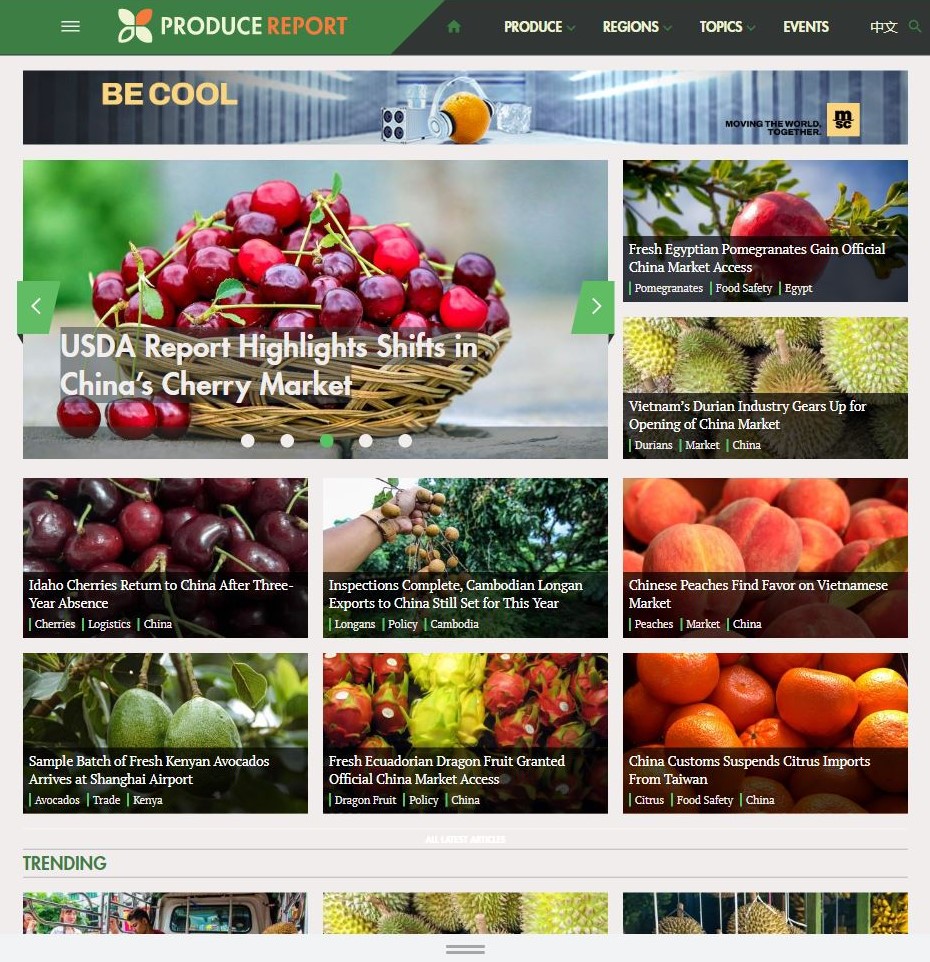 PRODUCE REPORT
PRODUCE
REGIONS
TOPICS
EVENTS
中文
BE COOL
MOVING THE WORLD,
TOGETHER.
msc
USDA Report Highlights Shifts in
China's Cherry Market
Fresh Egyptian Pomegranates Gain Official
China Market Access
Pomegranates Food Safety Egypt
Vietnam's Durian Industry Gears Up for
Opening of China Market
Durians Market China
Idaho Cherries Return to China After Three-
Year Absence
Cherries Logistics China
Inspections Complete, Cambodian Longan
Exports to China Still Set for This Year
Longans Policy Cambodia
Chinese Peaches Find Favor on Vietnamese
Market
Peaches Market China
Sample Batch of Fresh Kenyan Avocados
Arrives at Shanghai Airport
Avocados Trade Kenya
Fresh Ecuadorian Dragon Fruit Granted
Official China Market Access
Dragon Fruit Policy China
China Customs Suspends Citrus Imports
From Taiwan
Citrus Food Safety China
ALL LATEST ARTICLES
TRENDING